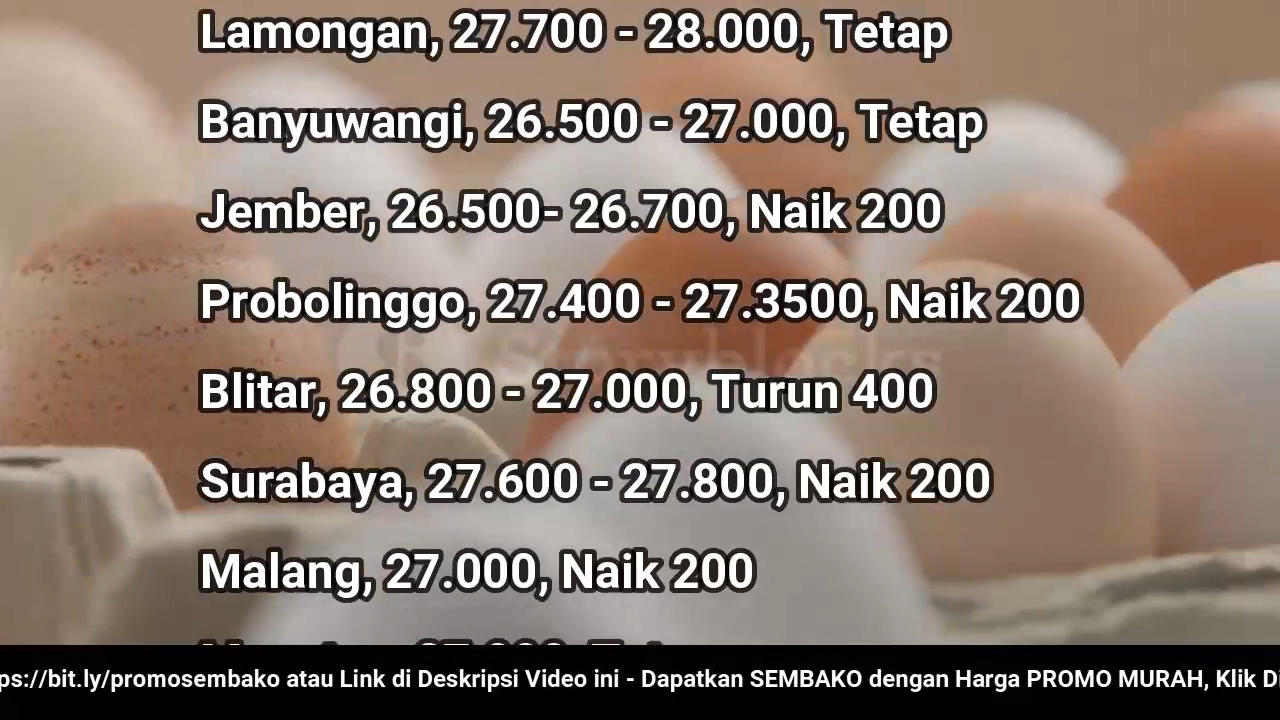 Lamongan, 27.700 - 28.000, Tetap
Banyuwangi, 26.500 - 27.000, Tetap
Jember, 26.500- 26.700, Naik 200
Probolinggo, 27.400 - 27.3500, Naik 200
Storyblocks
Blitar, 26.800 - 27.000, Turun 400
Surabaya, 27.600 - 27.800, Naik 200
Malang, 27.000, Naik 200
ps://bit.ly/promosembako atau Link di Deskripsi Video ini - Dapatkan SEMBAKO dengan Harga PROMO MURAH, Klik Di